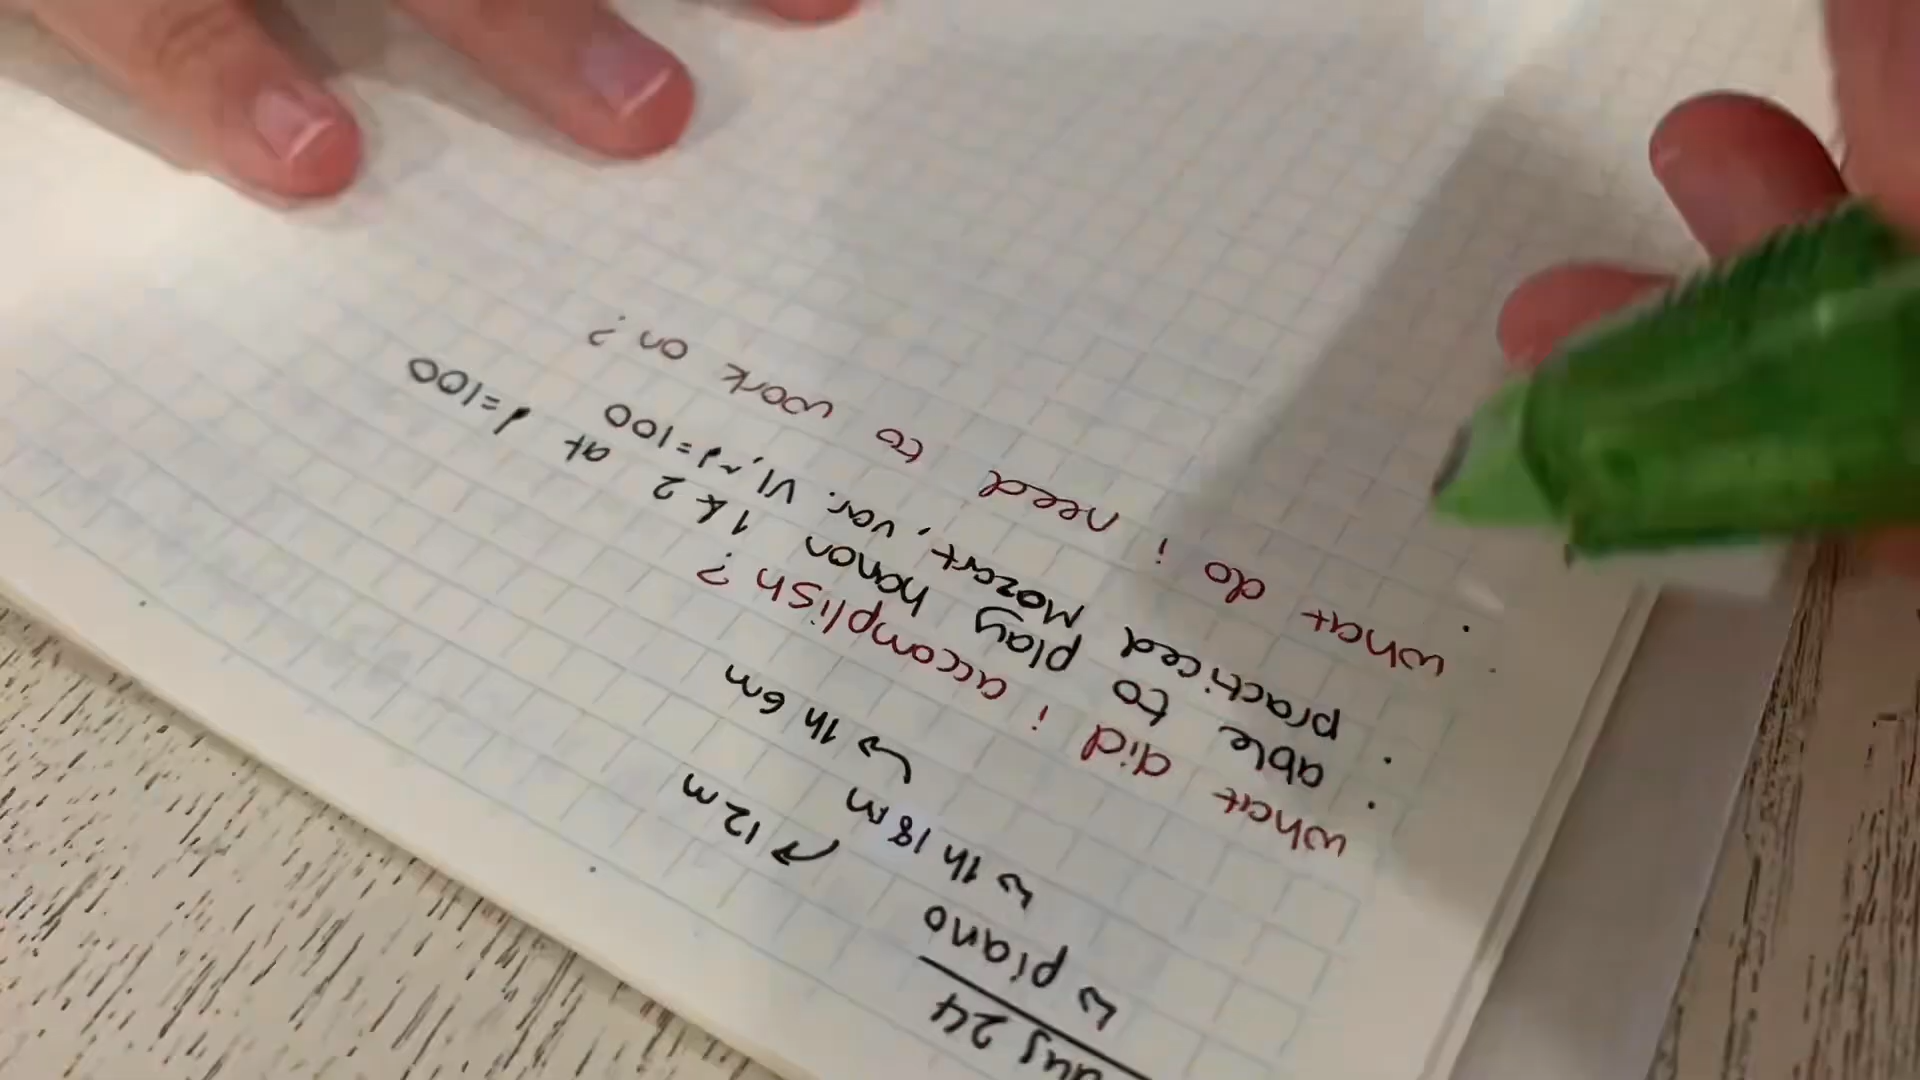 day 24
↳ piano
↳ 1h 18m ↗ 12m
↳ 1h 6m
what did i accomplish?
· able to play hanon 1 & 2 at ♩=100
· practiced Mozart, var. VI, ~♩=100
what do i need to work on?
·